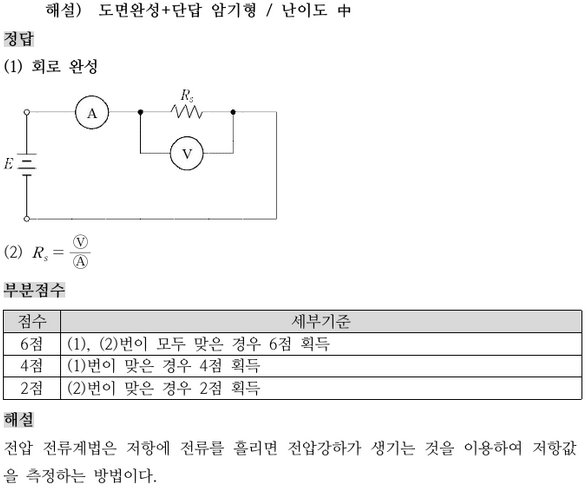 해설) 도면완성+단답 암기형 / 난이도 中
정답
(1) 회로 완성
A
R_s
V
E
(2) R_s = Ⓥ/Ⓐ
부분점수
점수 세부기준
6점 (1), (2)번이 모두 맞은 경우 6점 획득
4점 (1)번이 맞은 경우 4점 획득
2점 (2)번이 맞은 경우 2점 획득
해설
전압 전류계법은 저항에 전류를 흘리면 전압강하가 생기는 것을 이용하여 저항값
을 측정하는 방법이다.